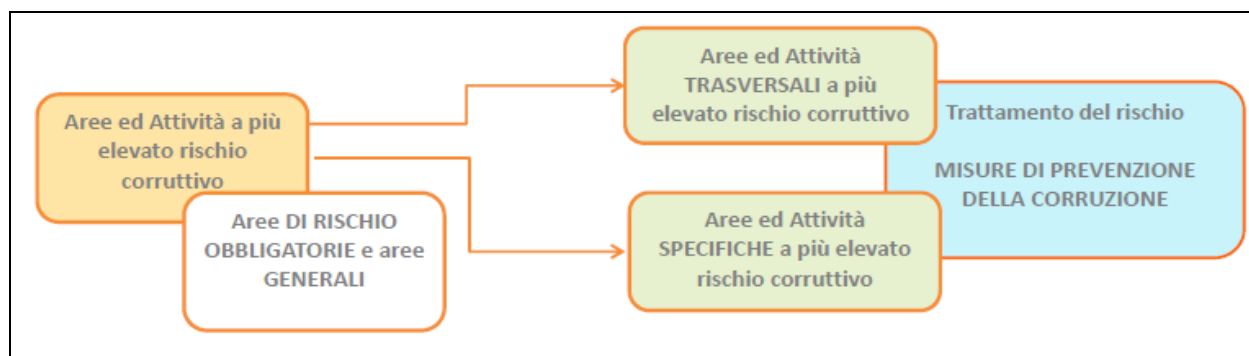 Aree ed Attività a più
elevato rischio
corruttivo
Aree DI RISCHIO
OBBLIGATORIE e aree
GENERALI
Aree ed Attività
TRASVERSALI a più
elevato rischio corruttivo
Aree ed Attività
SPECIFICHE a più elevato
rischio corruttivo
Trattamento del rischio
MISURE DI PREVENZIONE
DELLA CORRUZIONE